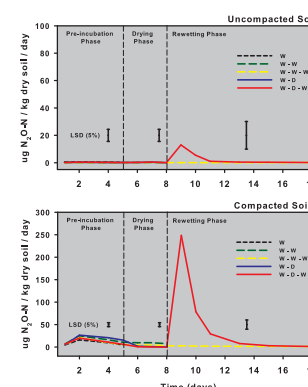 Uncompacted So
100
80
60
40
20
0
ug N2O-N / kg dry soil / day
Pre-incubation Phase
Drying Phase
Rewetting Phase
W
W - W
W - W - W
W - D
W - D - W
LSD (5%)
2 4 6 8 10 12 14 16
Compacted Soil
300
250
200
150
100
50
0
ug N2O-N / kg dry soil / day
Pre-incubation Phase
Drying Phase
Rewetting Phase
W
W - W
W - W - W
W - D
W - D - W
LSD (5%)
2 4 6 8 10 12 14 16
Time (days)